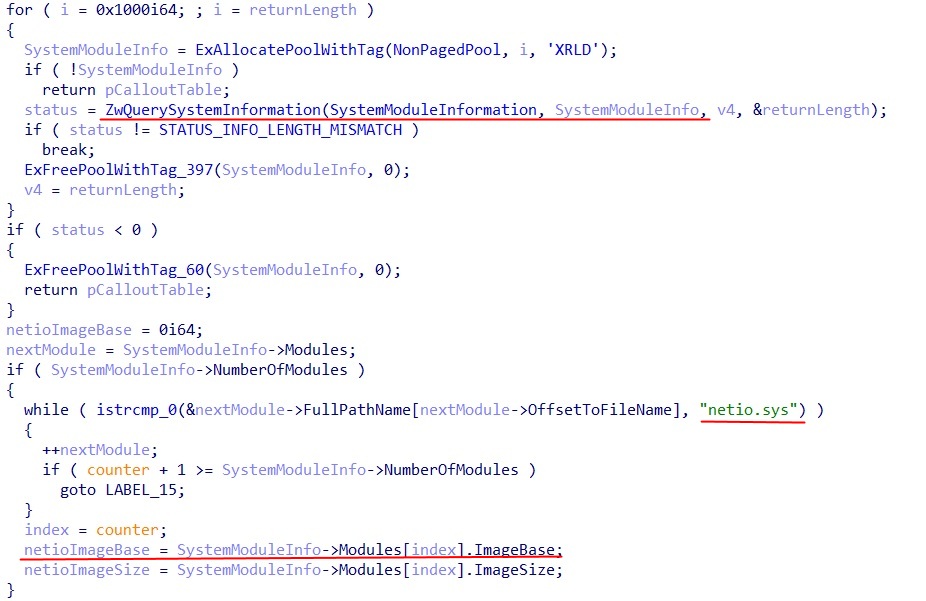 for ( i = 0x1000i64; ; i = returnLength )
{
SystemModuleInfo = ExAllocatePoolWithTag(NonPagedPool, i, 'XRLD');
if ( !SystemModuleInfo )
return pCalloutTable;
status = ZwQuerySystemInformation(SystemModuleInformation, SystemModuleInfo, v4, &returnLength);
if ( status != STATUS_INFO_LENGTH_MISMATCH )
break;
ExFreePoolWithTag_397(SystemModuleInfo, 0);
v4 = returnLength;
}
if ( status < 0 )
{
ExFreePoolWithTag_60(SystemModuleInfo, 0);
return pCalloutTable;
}
netioImageBase = 0i64;
nextModule = SystemModuleInfo->Modules;
if ( SystemModuleInfo->NumberOfModules )
{
while ( istrcmp_0(&nextModule->FullPathName[nextModule->OffsetToFileName], "netio.sys") )
{
++nextModule;
if ( counter + 1 >= SystemModuleInfo->NumberOfModules )
goto LABEL_15;
}
index = counter;
netioImageBase = SystemModuleInfo->Modules[index].ImageBase;
netioImageSize = SystemModuleInfo->Modules[index].ImageSize;
}